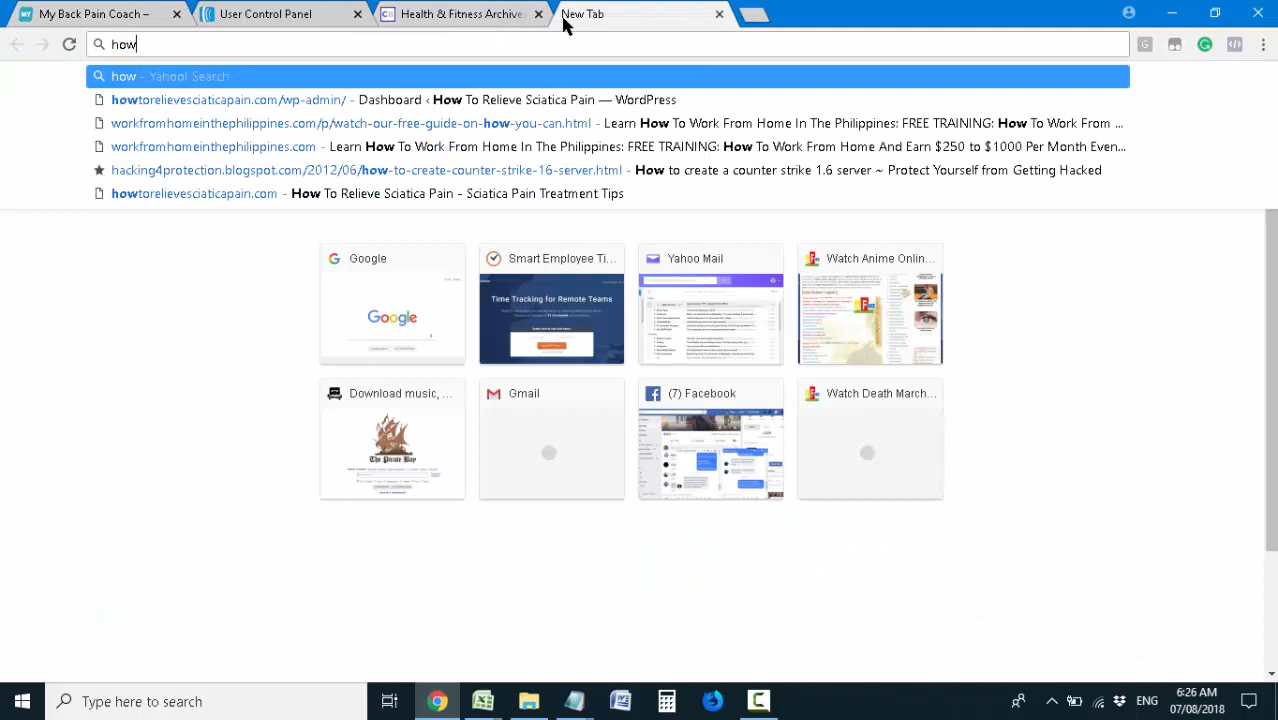 My Back Pain Coach –
User Control Panel
Health & Fitness Archives
New Tab
how
how - Yahoo! Search
howtorelievesciaticapain.com/wp-admin/ - Dashboard ‹ How To Relieve Sciatica Pain — WordPress
workfromhomeinthephilippines.com/p/watch-our-free-guide-on-how-you-can.html - Learn How To Work From Home In The Philippines: FREE TRAINING: How To Work From ...
workfromhomeinthephilippines.com - Learn How To Work From Home In The Philippines: FREE TRAINING: How To Work From Home And Earn $250 to $1000 Per Month Even...
hacking4protection.blogspot.com/2012/06/how-to-create-counter-strike-16-server.html - How to create a counter strike 1.6 server ~ Protect Yourself from Getting Hacked
howtorelievesciaticapain.com - How To Relieve Sciatica Pain - Sciatica Pain Treatment Tips
Google
Smart Employee Ti...
Yahoo Mail
Watch Anime Onlin...
Google
Time Tracking for Remote Teams
Download music, ...
Gmail
(7) Facebook
Watch Death March...
The Pirate Bay
Type here to search
ENG
6:26 AM
07/08/2018